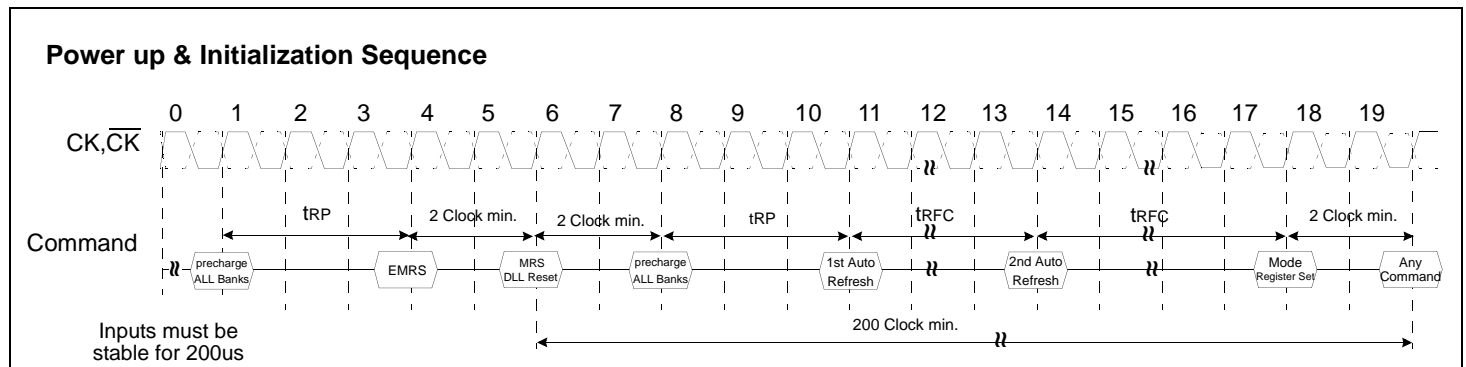 Power up & Initialization Sequence
0 1 2 3 4 5 6 7 8 9 10 11 12 13 14 15 16 17 18 19
CK,CK
tRP 2 Clock min. 2 Clock min. tRP tRFC tRFC 2 Clock min.
Command
precharge
ALL Banks
EMRS
MRS
DLL Reset
precharge
ALL Banks
1st Auto
Refresh
2nd Auto
Refresh
Mode
Register Set
Any
Command
200 Clock min.
Inputs must be
stable for 200us